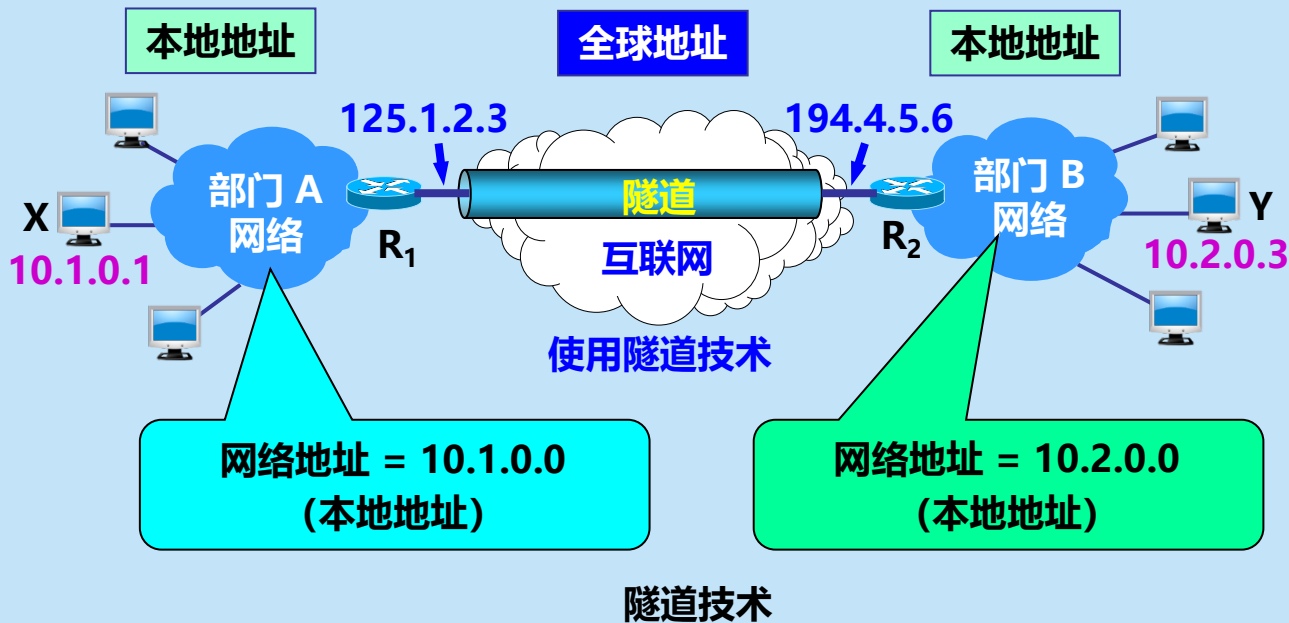 本地地址
全球地址
本地地址
125.1.2.3
194.4.5.6
部门 A
网络
隧道
部门 B
网络
X
Y
R1
R2
10.1.0.1
互联网
10.2.0.3
使用隧道技术
网络地址 = 10.1.0.0
(本地地址)
网络地址 = 10.2.0.0
(本地地址)
隧道技术